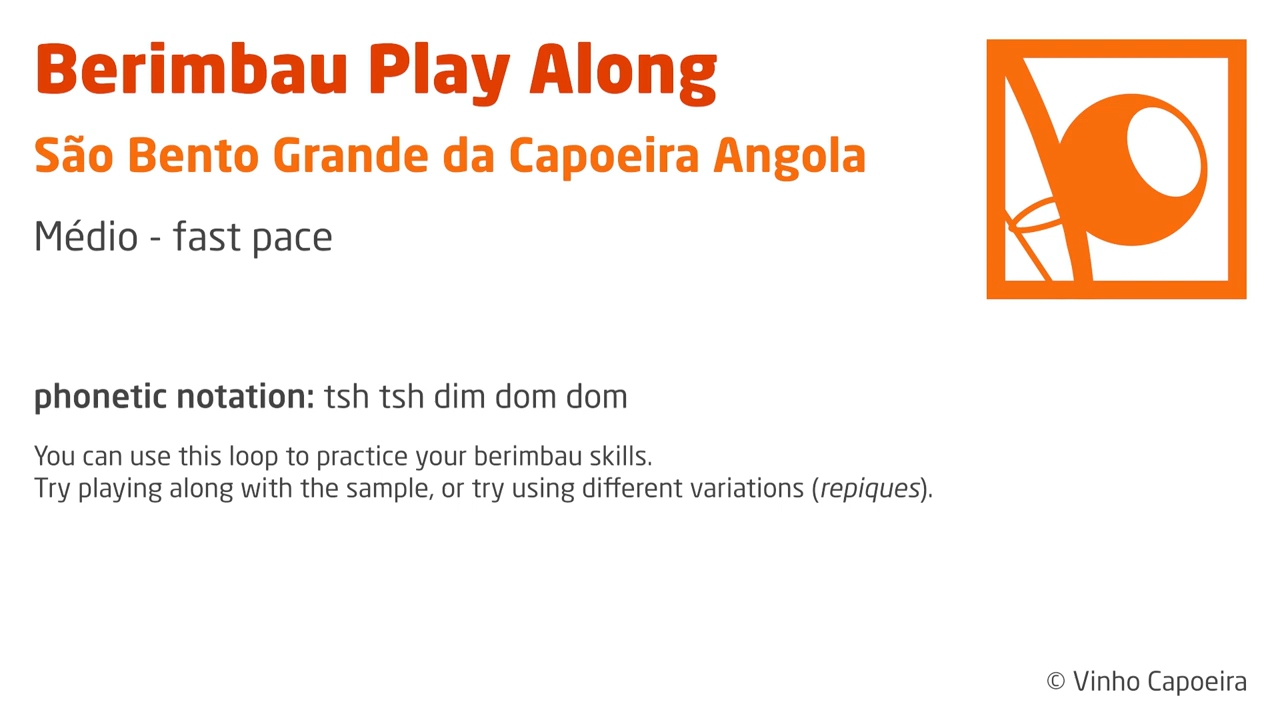 Berimbau Play Along
São Bento Grande da Capoeira Angola
Médio - fast pace
phonetic notation: tsh tsh dim dom dom
You can use this loop to practice your berimbau skills.
Try playing along with the sample, or try using different variations (repiques).
© Vinho Capoeira